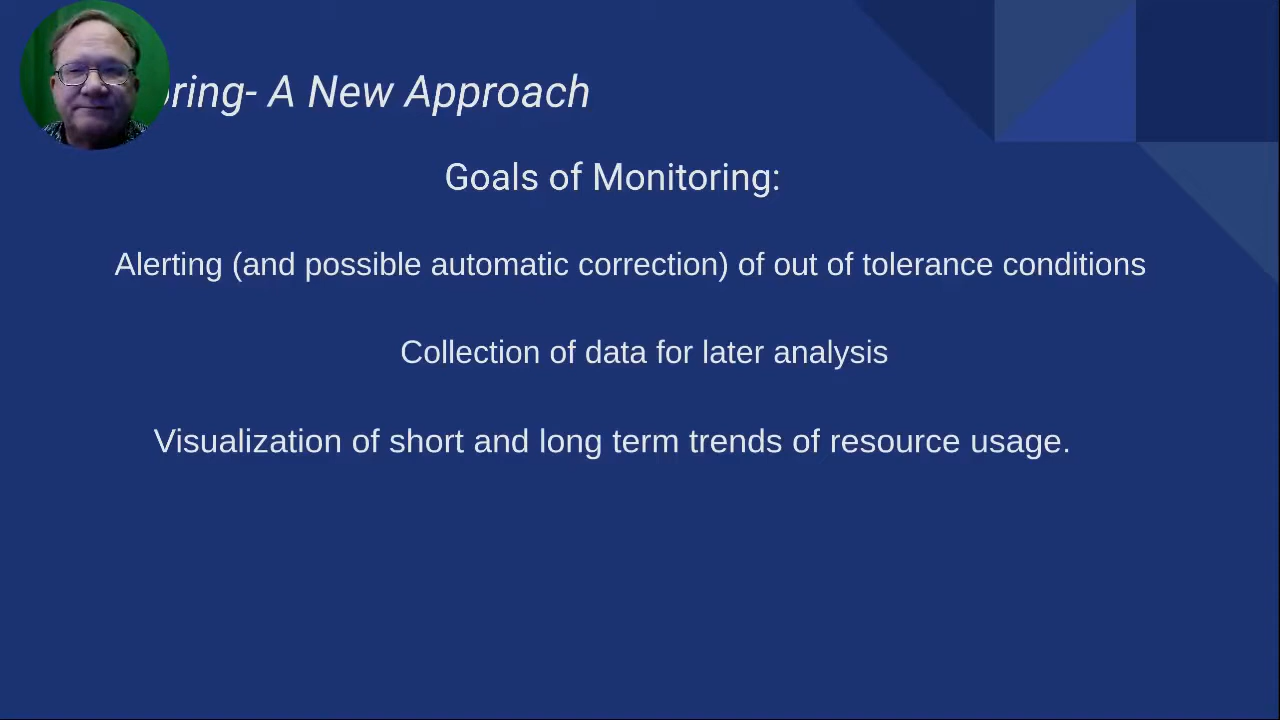 oring- A New Approach
Goals of Monitoring:
Alerting (and possible automatic correction) of out of tolerance conditions
Collection of data for later analysis
Visualization of short and long term trends of resource usage.